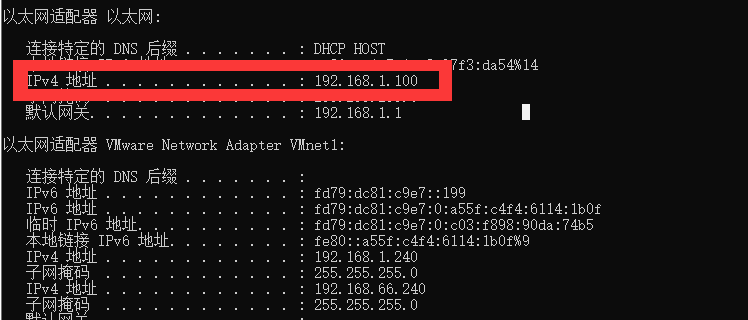 以太网适配器 以太网:
连接特定的 DNS 后缀 . . . . . . . : DHCP HOST
7f3:da54%14
IPv4 地址 . . . . . . . . . . . . : 192.168.1.100
默认网关. . . . . . . . . . . . . : 192.168.1.1
以太网适配器 VMware Network Adapter VMnet1:
连接特定的 DNS 后缀 . . . . . . . :
IPv6 地址 . . . . . . . . . . . . : fd79:dc81:c9e7::199
IPv6 地址 . . . . . . . . . . . . : fd79:dc81:c9e7:0:a55f:c4f4:6114:1b0f
临时 IPv6 地址. . . . . . . . . . : fd79:dc81:c9e7:0:c03:f898:90da:74b5
本地链接 IPv6 地址. . . . . . . . : fe80::a55f:c4f4:6114:1b0f%9
IPv4 地址 . . . . . . . . . . . . : 192.168.1.240
子网掩码 . . . . . . . . . . . . : 255.255.255.0
IPv4 地址 . . . . . . . . . . . . : 192.168.66.240
子网掩码 . . . . . . . . . . . . : 255.255.255.0
默认网关. . . . . . . . . . . . . :